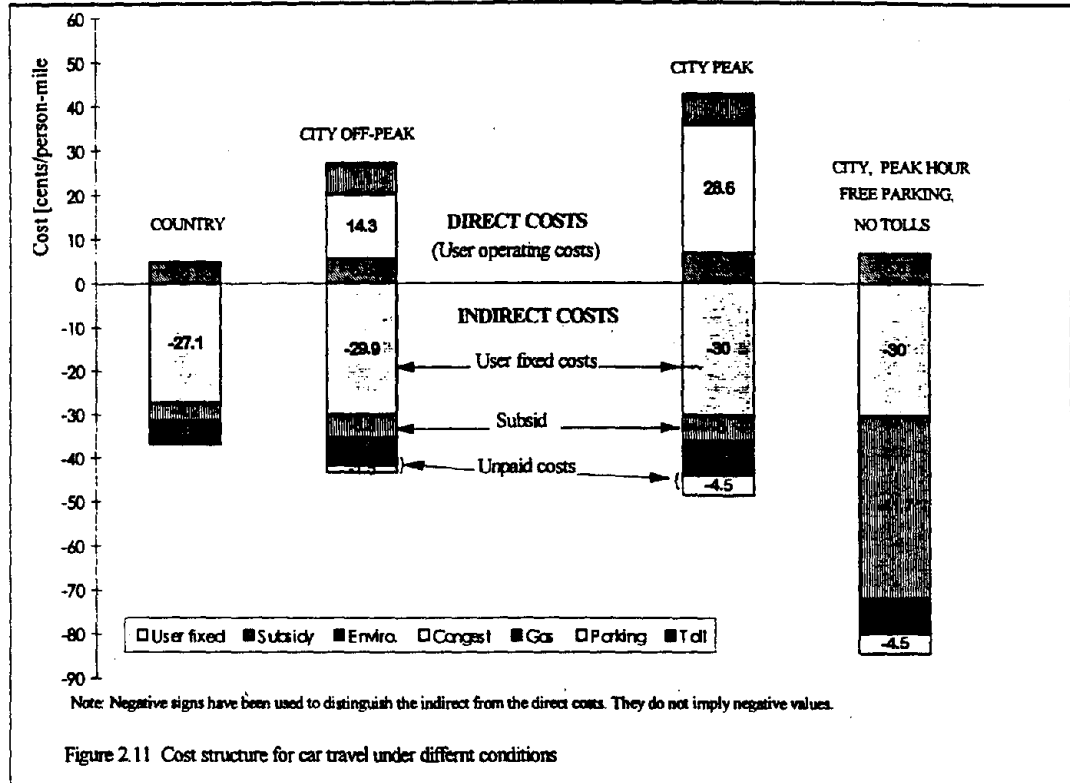 60
50
40
30
20
10
0
-10
-20
-30
-40
-50
-60
-70
-80
-90
Cost [cents/person-mile]
CITY PEAK
CITY OFF-PEAK
CITY, PEAK HOUR
FREE PARKING,
NO TOLLS
COUNTRY
28.6
14.3
DIRECT COSTS
(User operating costs)
INDIRECT COSTS
-27.1
-29.9
-30
-30
User fixed costs
Subsid
Unpaid costs
-4.5
-4.5
User fixed Subsidy Enviro. Congest Gas Parking Toll
Note: Negative signs have been used to distinguish the indirect from the direct costs. They do not imply negative values.
Figure 2.11 Cost structure for car travel under differnt conditions